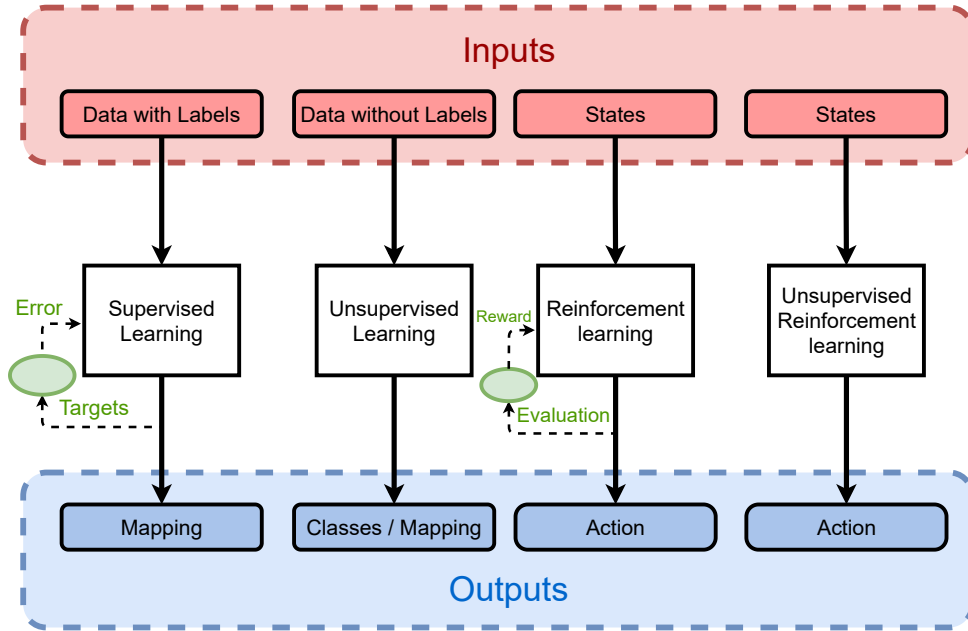 Inputs
Data with Labels
Data without Labels
States
States
Supervised
Learning
Unsupervised
Learning
Reinforcement
learning
Unsupervised
Reinforcement
learning
Error
Targets
Reward
Evaluation
Mapping
Classes / Mapping
Action
Action
Outputs